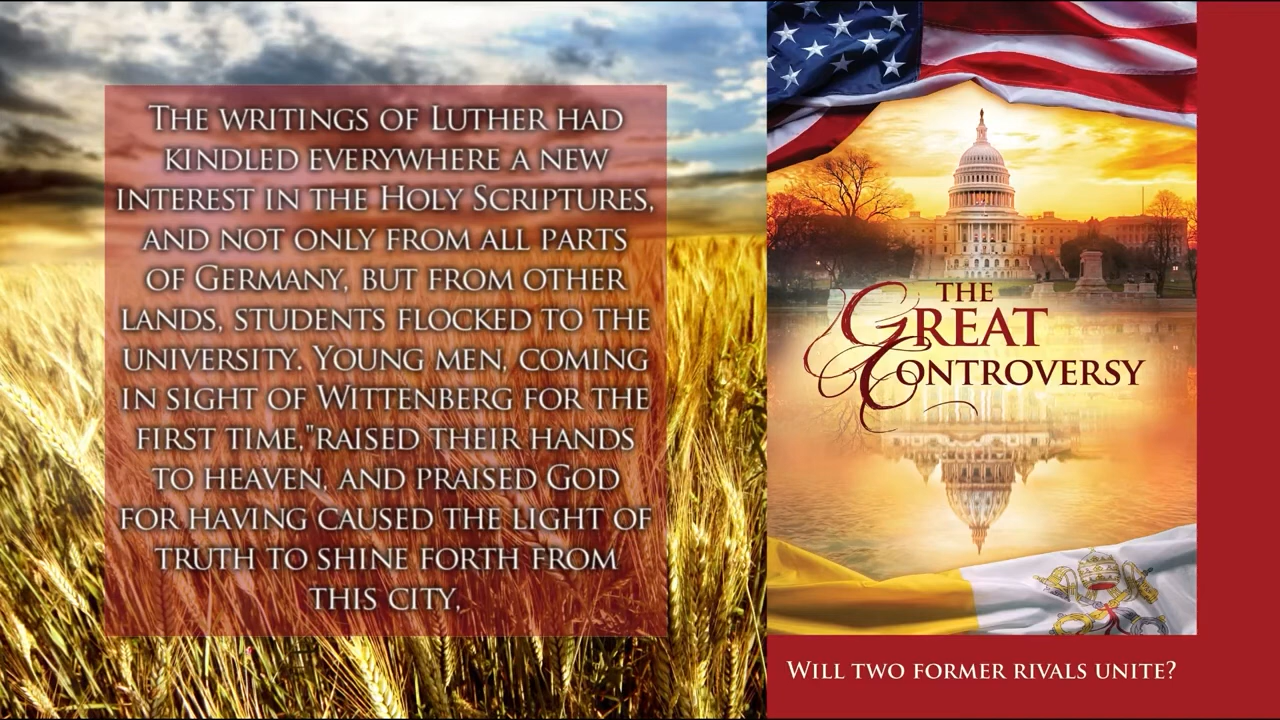 The writings of Luther had
kindled everywhere a new
interest in the Holy Scriptures,
and not only from all parts
of Germany, but from other
lands, students flocked to the
university. Young men, coming
in sight of Wittenberg for the
first time,"raised their hands
to heaven, and praised God
for having caused the light of
truth to shine forth from
this city,
The
Great
Controversy
Will two former rivals unite?